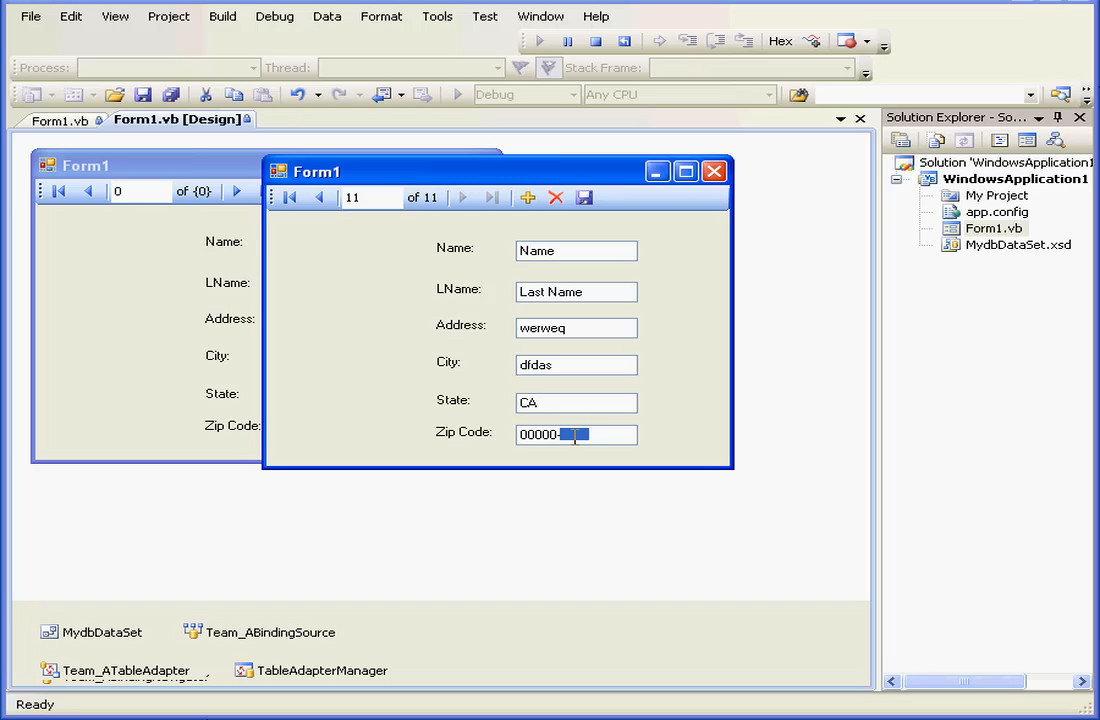 File Edit View Project Build Debug Data Format Tools Test Window Help
Hex
Process: Thread: Stack Frame:
Debug Any CPU
Form1.vb Form1.vb [Design] Solution Explorer - So...
Solution 'WindowsApplication1
WindowsApplication1
My Project
app.config
Form1.vb
MydbDataSet.xsd
Form1
0 of {0}
Name:
LName:
Address:
City:
State:
Zip Code:
Form1
11 of 11
Name: Name
LName: Last Name
Address: werweq
City: dfdas
State: CA
Zip Code: 00000-
MydbDataSet Team_ABindingSource
Team_ATableAdapter TableAdapterManager
Ready